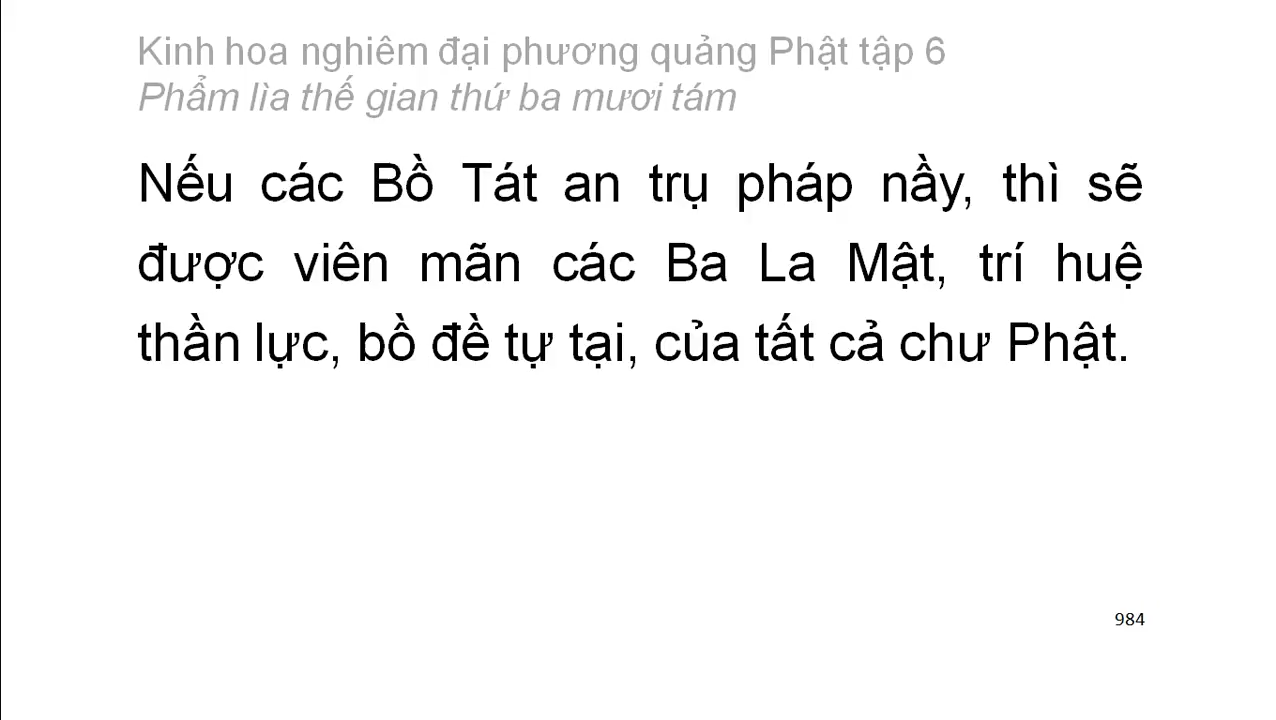 Kinh hoa nghiêm đại phương quảng Phật tập 6
Phẩm lìa thế gian thứ ba mươi tám
Nếu các Bồ Tát an trụ pháp nầy, thì sẽ
được viên mãn các Ba La Mật, trí huệ
thần lực, bồ đề tự tại, của tất cả chư Phật.
984